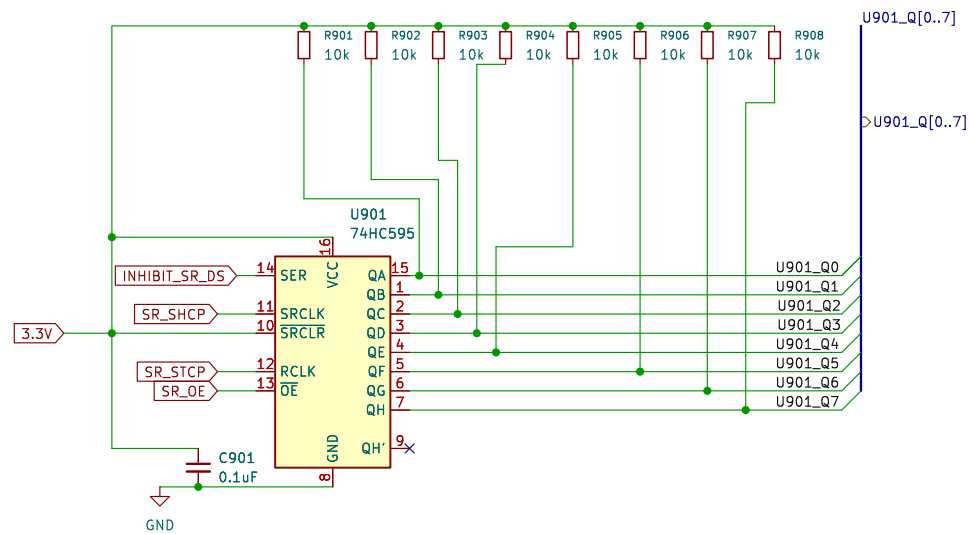 U901_Q[0..7]
R901 R902 R903 R904 R905 R906 R907 R908
10k 10k 10k 10k 10k 10k 10k 10k
U901_Q[0..7]
U901
74HC595
16
VCC
INHIBIT_SR_DS 14 SER QA 15 U901_Q0
QB 1 U901_Q1
SR_SHCP 11 SRCLK QC 2 U901_Q2
3.3V 10 SRCLR QD 3 U901_Q3
QE 4 U901_Q4
SR_STCP 12 RCLK QF 5 U901_Q5
SR_OE 13 OE QG 6 U901_Q6
QH 7 U901_Q7
GND QH' 9
C901
0.1uF
8
GND